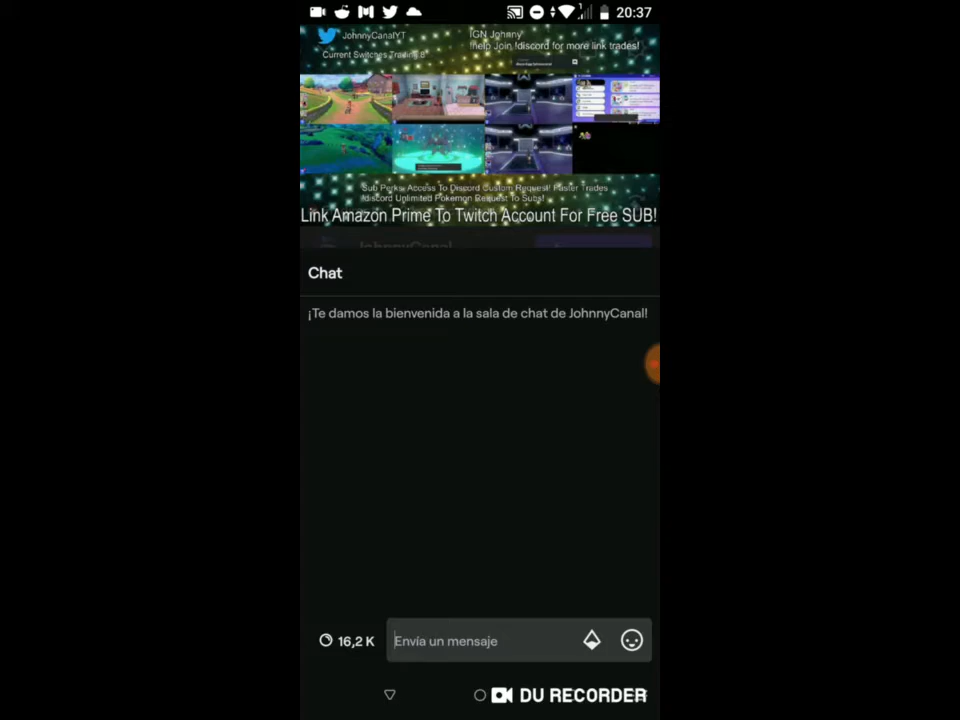 20:37
JohnnyCanalYT
IGN Johnny
!help Join !discord for more link trades!
Current Switches Trading 8
Sub Perks: Access To Discord Custom Request! Faster Trades
!discord Unlimited Pokemon Request To Subs!
Link Amazon Prime To Twitch Account For Free SUB!
JohnnyCanal
Chat
¡Te damos la bienvenida a la sala de chat de JohnnyCanal!
16,2 K
Envía un mensaje
DU RECORDER